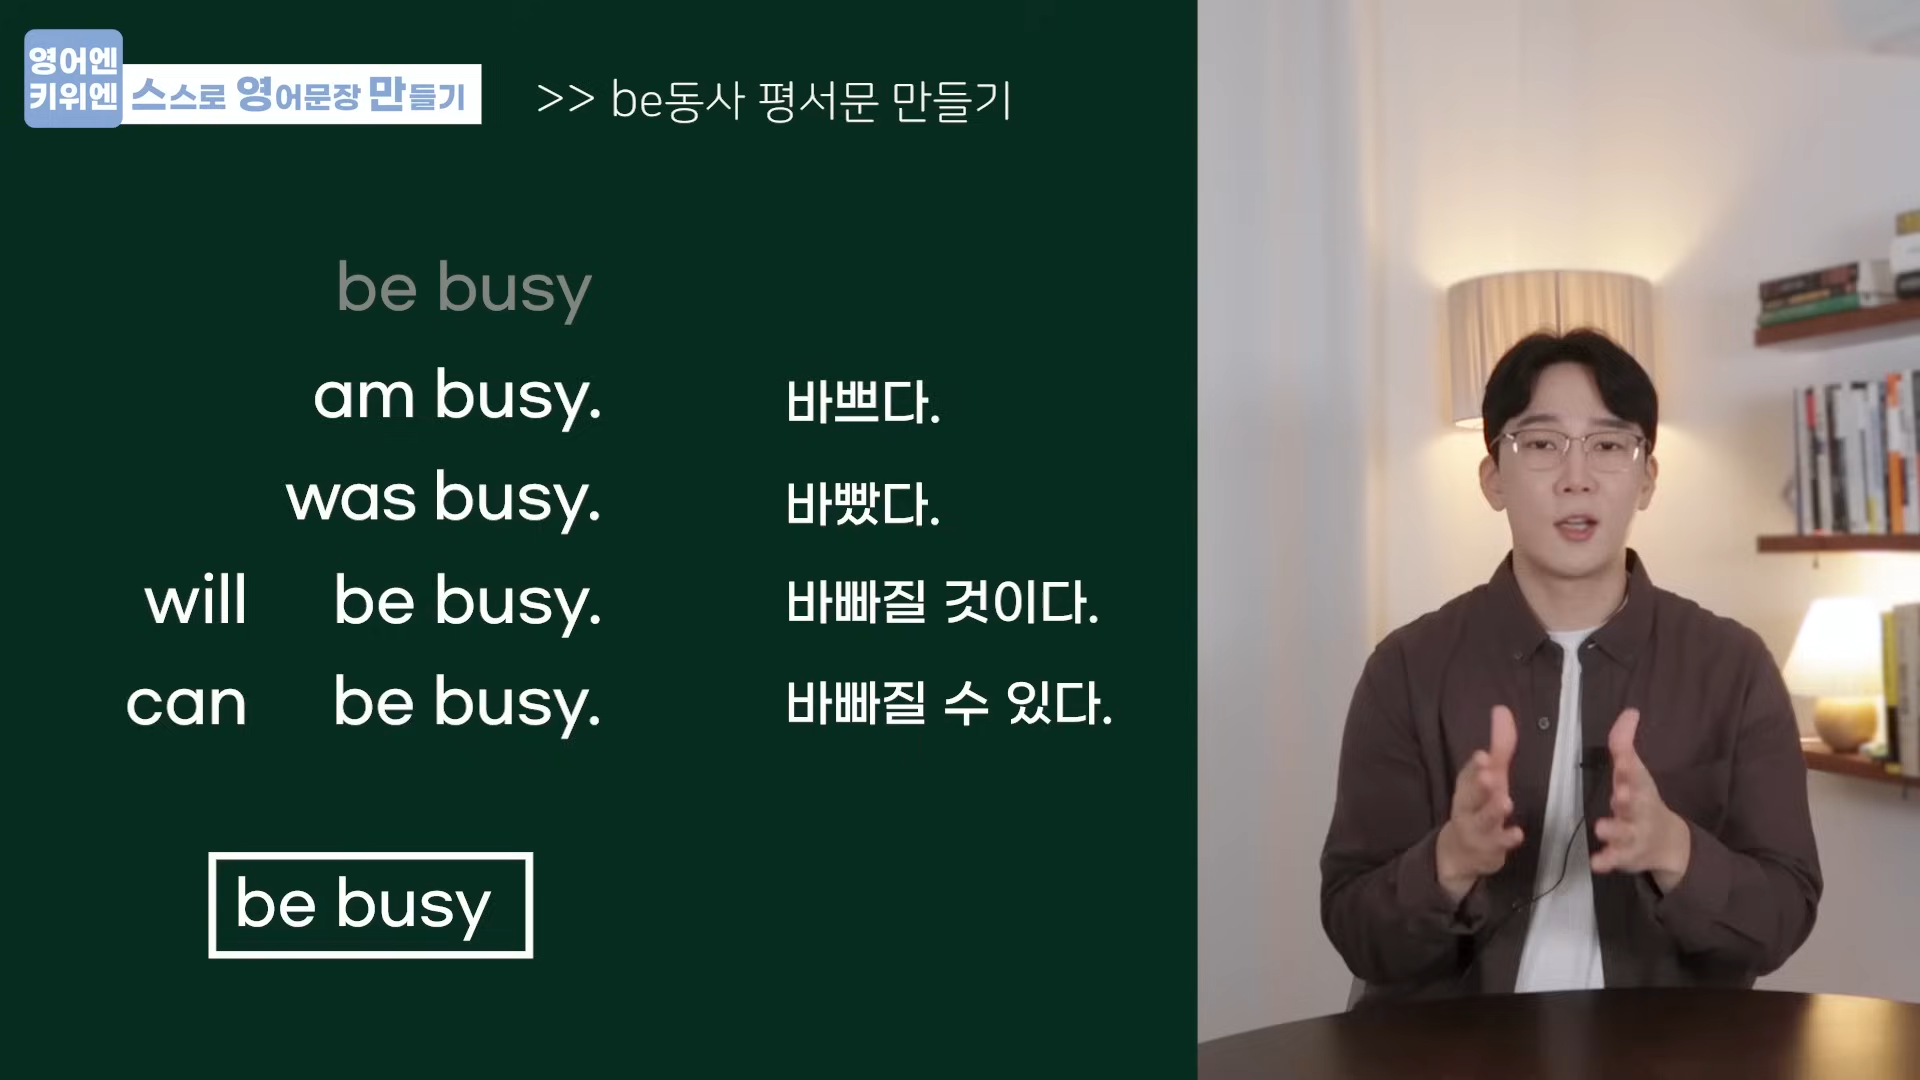 영어엔
키위엔
스스로 영어문장 만들기
>> be동사 평서문 만들기
be busy
am busy. 바쁘다.
was busy. 바빴다.
will be busy. 바빠질 것이다.
can be busy. 바빠질 수 있다.
be busy